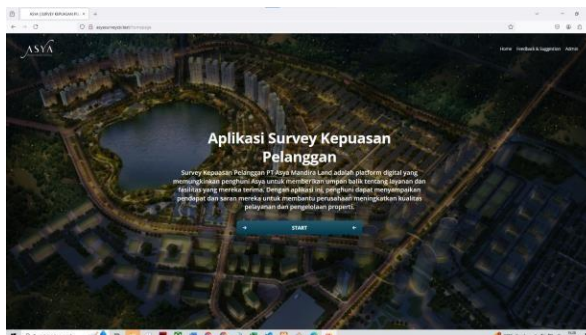 ASYA
Home Feedback & Suggestion Admin
Aplikasi Survey Kepuasan
Pelanggan
Survey Kepuasan Pelanggan PT Asya Mandira Land adalah platform digital yang
memungkinkan penghuni Asya untuk memberikan umpan balik tentang layanan dan
fasilitas yang mereka terima. Dengan aplikasi ini, penghuni dapat menyampaikan
pendapat dan saran mereka untuk membantu perusahaan meningkatkan kualitas
pelayanan dan pengelolaan properti.
START